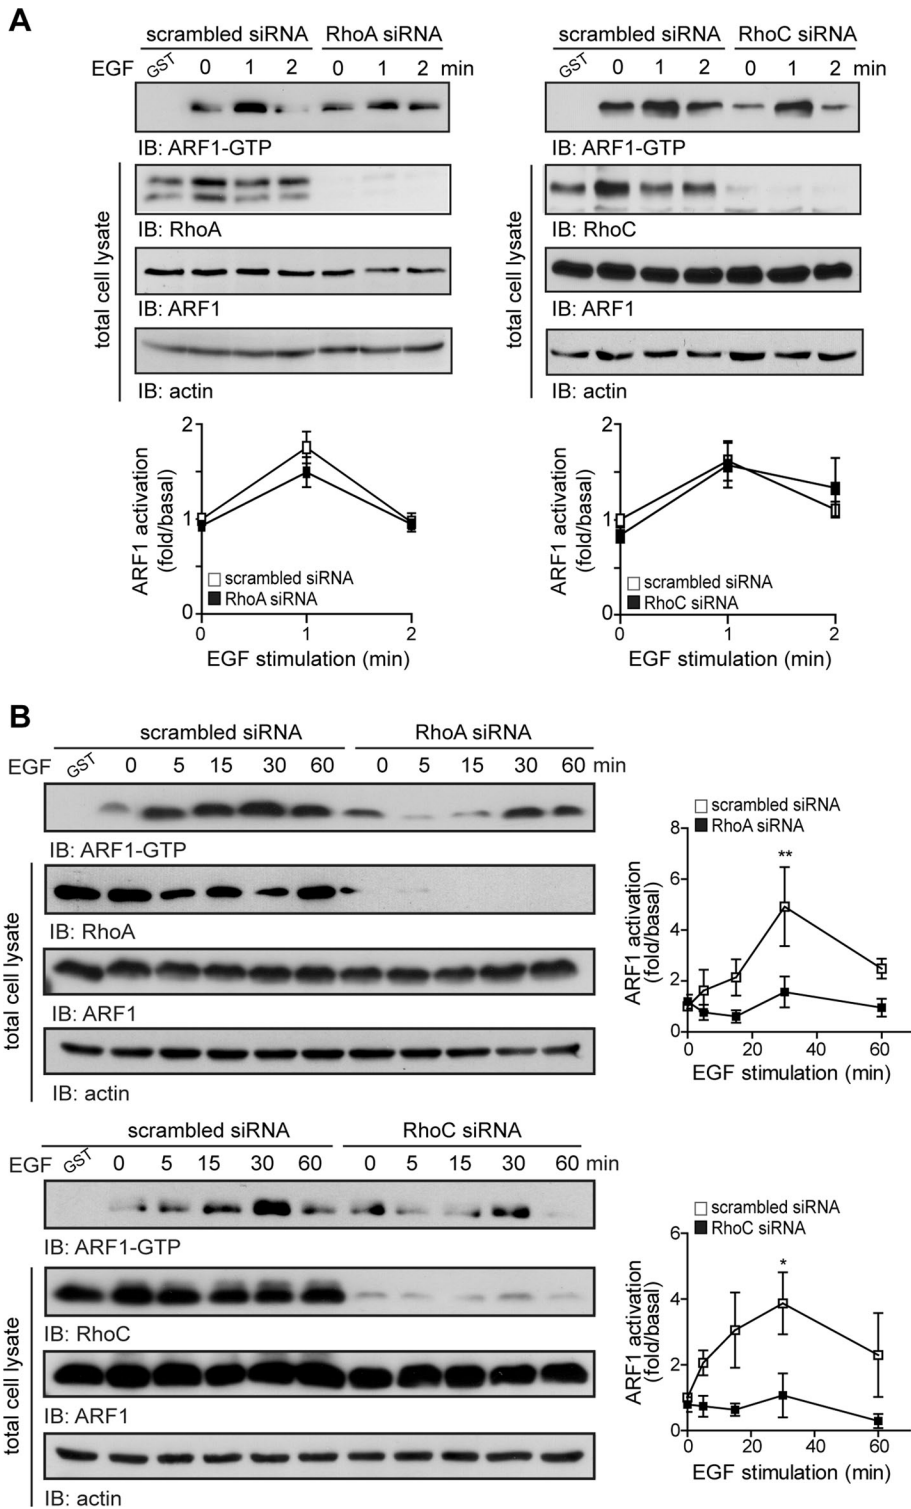 A
scrambled siRNA RhoA siRNA
EGF GST 0 1 2 0 1 2 min
IB: ARF1-GTP
IB: RhoA
IB: ARF1
IB: actin
total cell lysate
2
1
0
0 1 2
ARF1 activation
(fold/basal)
scrambled siRNA
RhoA siRNA
EGF stimulation (min)
scrambled siRNA RhoC siRNA
GST 0 1 2 0 1 2 min
IB: ARF1-GTP
IB: RhoC
IB: ARF1
IB: actin
total cell lysate
2
1
0
0 1 2
ARF1 activation
(fold/basal)
scrambled siRNA
RhoC siRNA
EGF stimulation (min)
B
scrambled siRNA RhoA siRNA
EGF GST 0 5 15 30 60 0 5 15 30 60 min
IB: ARF1-GTP
IB: RhoA
IB: ARF1
IB: actin
total cell lysate
scrambled siRNA
RhoA siRNA
8
6
4
2
0
**
0 20 40 60
ARF1 activation
(fold/basal)
EGF stimulation (min)
scrambled siRNA RhoC siRNA
EGF GST 0 5 15 30 60 0 5 15 30 60 min
IB: ARF1-GTP
IB: RhoC
IB: ARF1
IB: actin
total cell lysate
scrambled siRNA
RhoC siRNA
6
4
2
0
*
0 20 40 60
ARF1 activation
(fold/basal)
EGF stimulation (min)